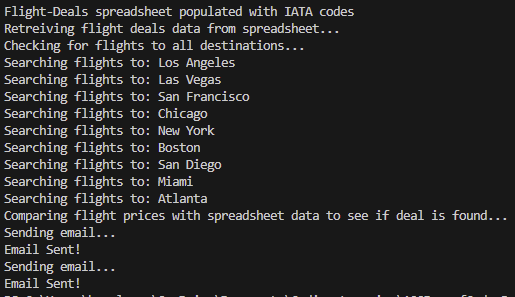 Flight-Deals spreadsheet populated with IATA codes
Retreiving flight deals data from spreadsheet...
Checking for flights to all destinations...
Searching flights to: Los Angeles
Searching flights to: Las Vegas
Searching flights to: San Francisco
Searching flights to: Chicago
Searching flights to: New York
Searching flights to: Boston
Searching flights to: San Diego
Searching flights to: Miami
Searching flights to: Atlanta
Comparing flight prices with spreadsheet data to see if deal is found...
Sending email...
Email Sent!
Sending email...
Email Sent!